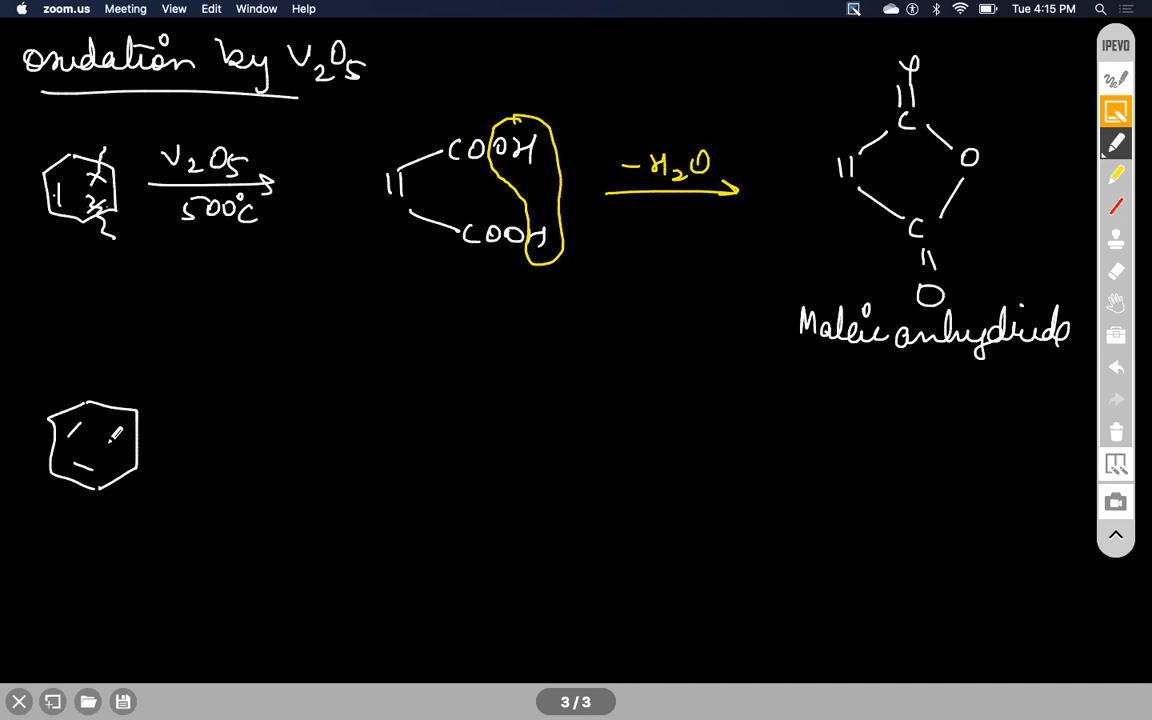 zoom.us Meeting View Edit Window Help Tue 4:15 PM
IPEVO
oxidation by V2O5
V2O5
500°C
COOH
COOH
-H2O
O
C
O
C
O
Maleic anhydride
3 / 3